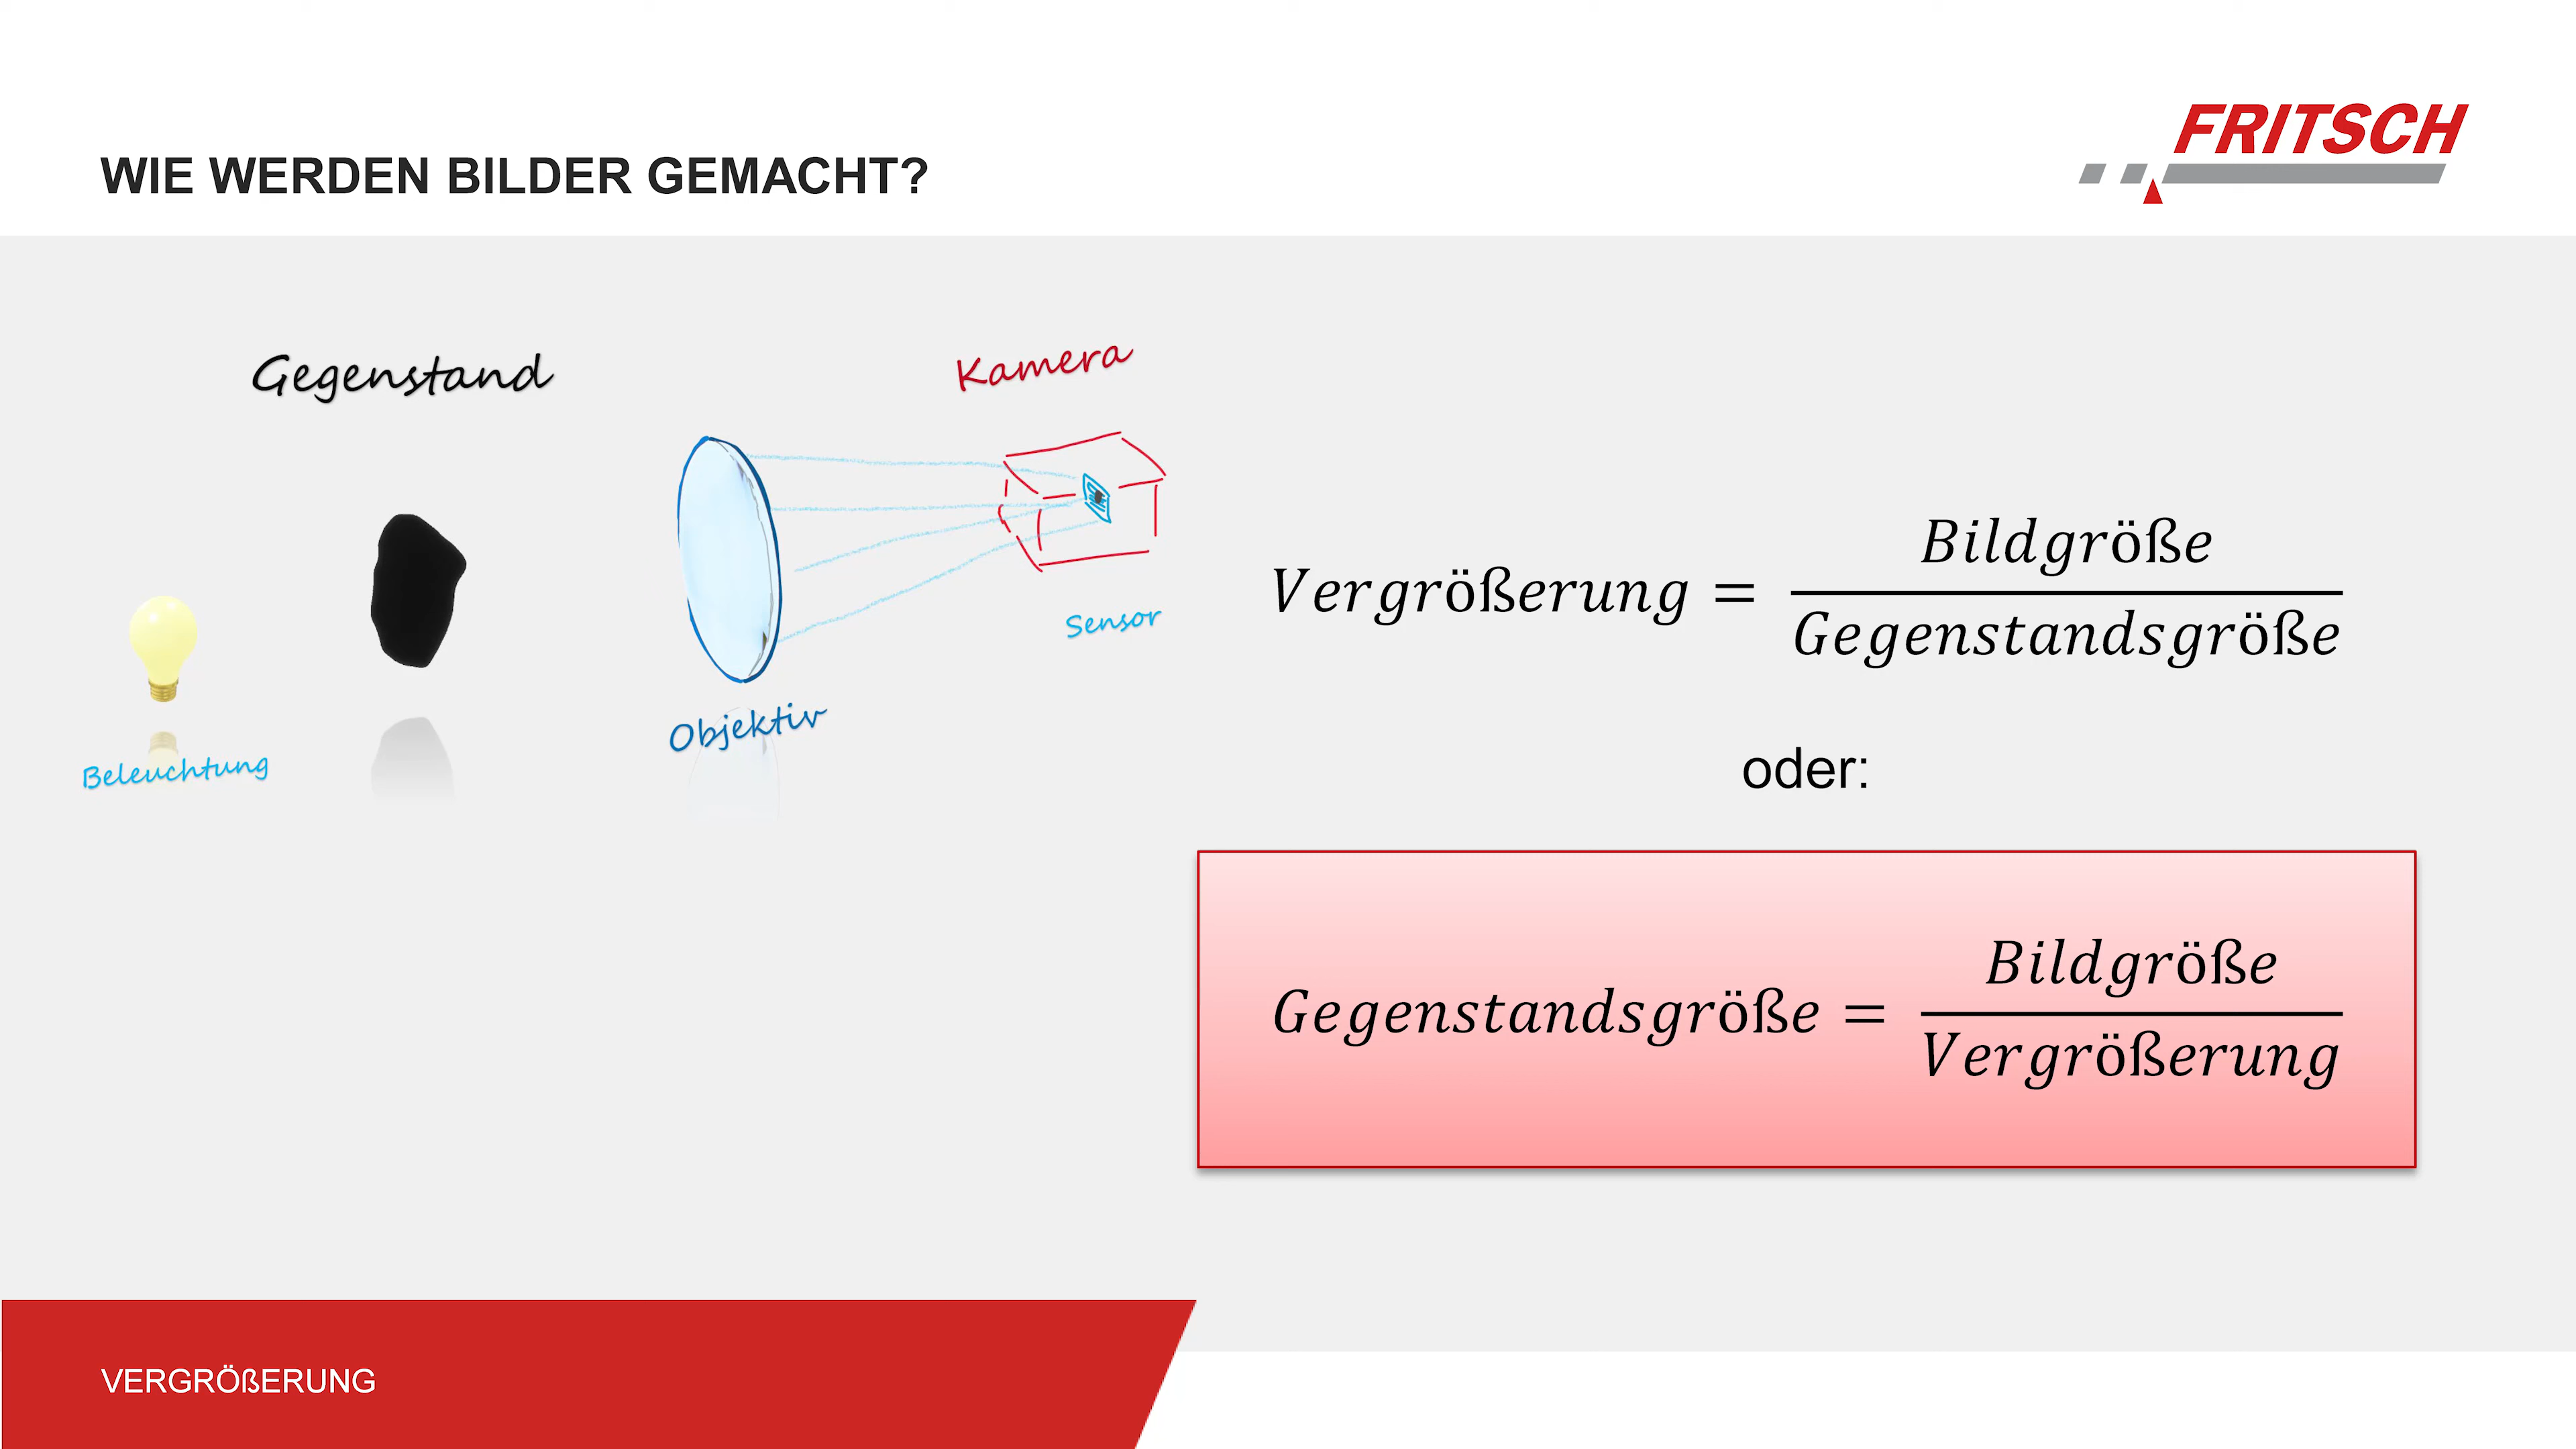 WIE WERDEN BILDER GEMACHT?
FRITSCH
Gegenstand
Kamera
Sensor
Objektiv
Beleuchtung
Vergrößerung = Bildgröße / Gegenstandsgröße
oder:
Gegenstandsgröße = Bildgröße / Vergrößerung
VERGRÖßERUNG